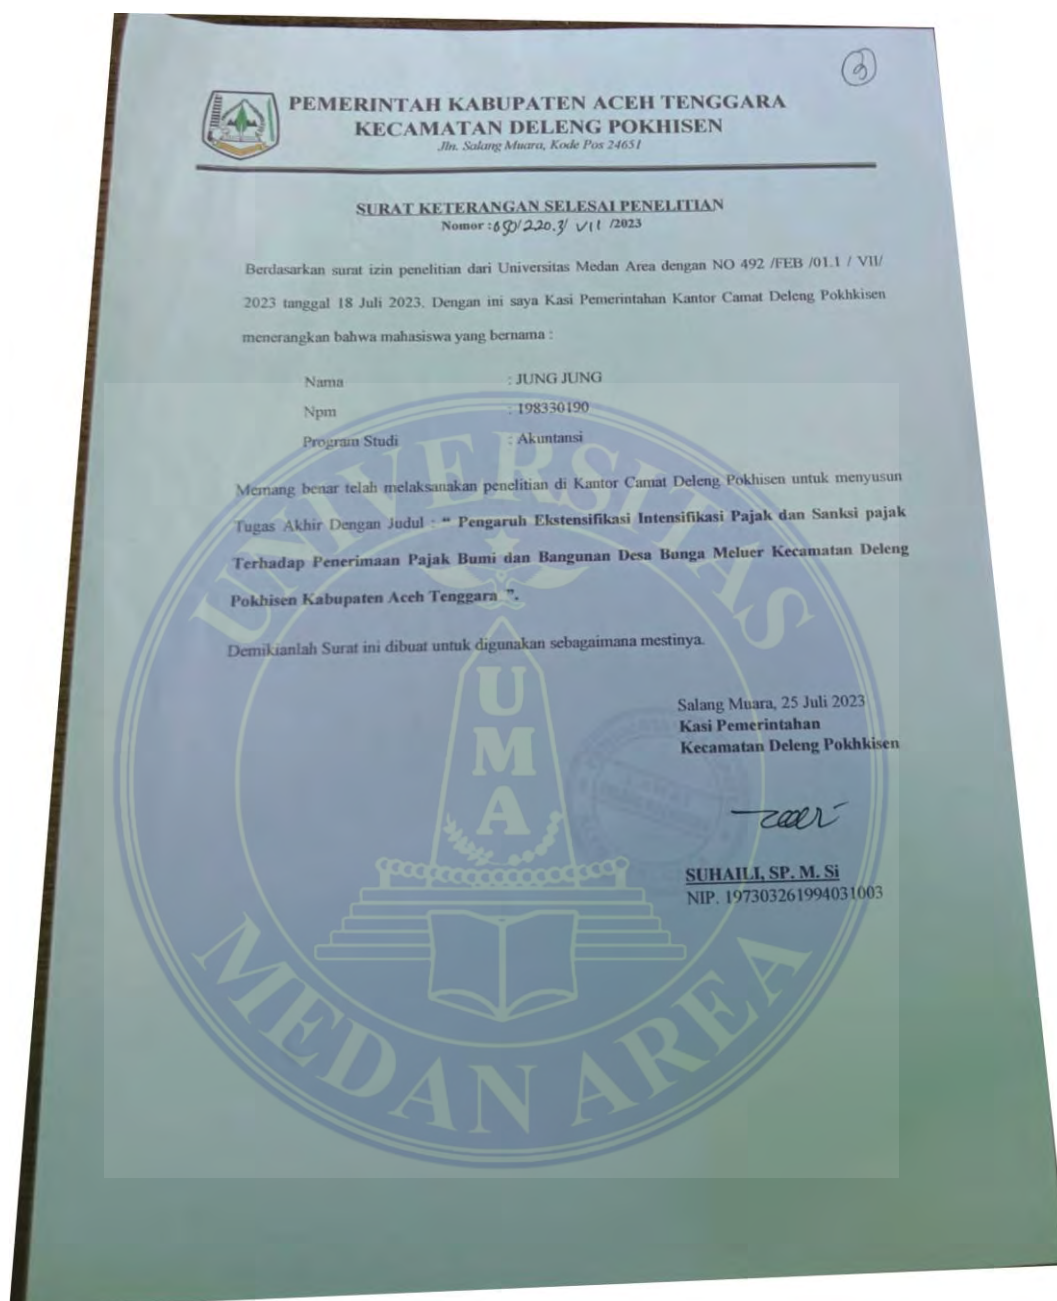 PEMERINTAH KABUPATEN ACEH TENGGARA
KECAMATAN DELENG POKHISEN
Jln. Salang Muara, Kode Pos 24651
SURAT KETERANGAN SELESAI PENELITIAN
Nomor : /220.3/ VII /2023
Berdasarkan surat izin penelitian dari Universitas Medan Area dengan NO 492 /FEB /01.1 / VII/
2023 tanggal 18 Juli 2023. Dengan ini saya Kasi Pemerintahan Kantor Camat Deleng Pokhkisen
menerangkan bahwa mahasiswa yang bernama :
Nama : JUNG JUNG
Npm : 198330190
Program Studi : Akuntansi
Memang benar telah melaksanakan penelitian di Kantor Camat Deleng Pokhisen untuk menyusun
Tugas Akhir Dengan Judul : “ Pengaruh Ekstensifikasi Intensifikasi Pajak dan Sanksi pajak
Terhadap Penerimaan Pajak Bumi dan Bangunan Desa Bunga Meluer Kecamatan Deleng
Pokhisen Kabupaten Aceh Tenggara ”.
Demikianlah Surat ini dibuat untuk digunakan sebagaimana mestinya.
Salang Muara, 25 Juli 2023
Kasi Pemerintahan
Kecamatan Deleng Pokhkisen
SUHAILI, SP. M. Si
NIP. 197303261994031003
UNIVERSITAS
UMA
MEDAN AREA